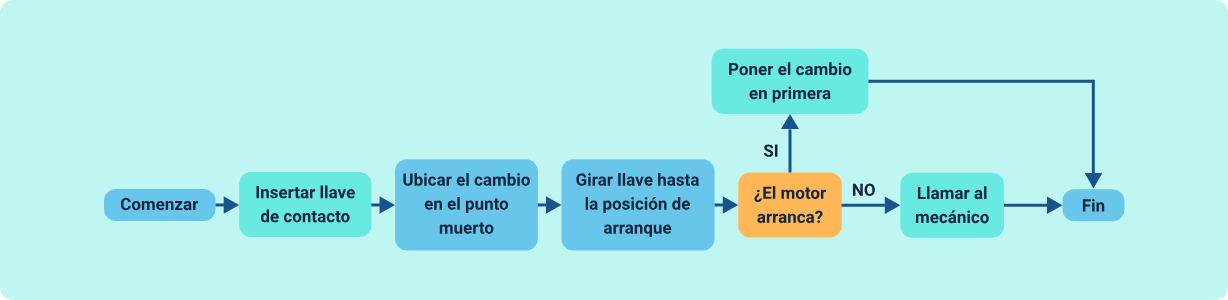 Comenzar
Insertar llave
de contacto
Ubicar el cambio
en el punto
muerto
Girar llave hasta
la posición de
arranque
¿El motor
arranca?
SI
Poner el cambio
en primera
NO
Llamar al
mecánico
Fin